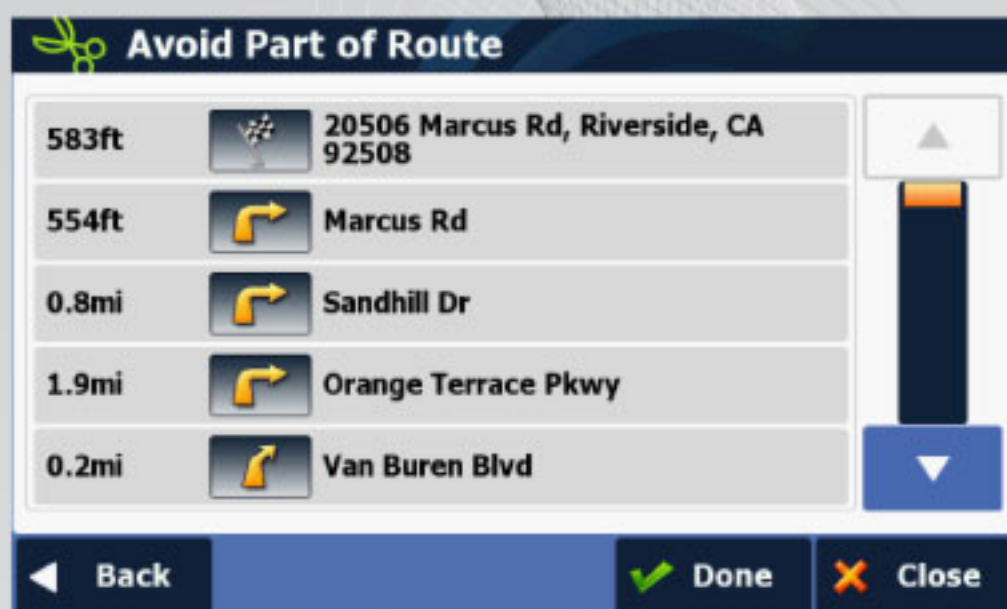 Avoid Part of Route
583ft
20506 Marcus Rd, Riverside, CA
92508
554ft
Marcus Rd
0.8mi
Sandhill Dr
1.9mi
Orange Terrace Pkwy
0.2mi
Van Buren Blvd
Back
Done
Close